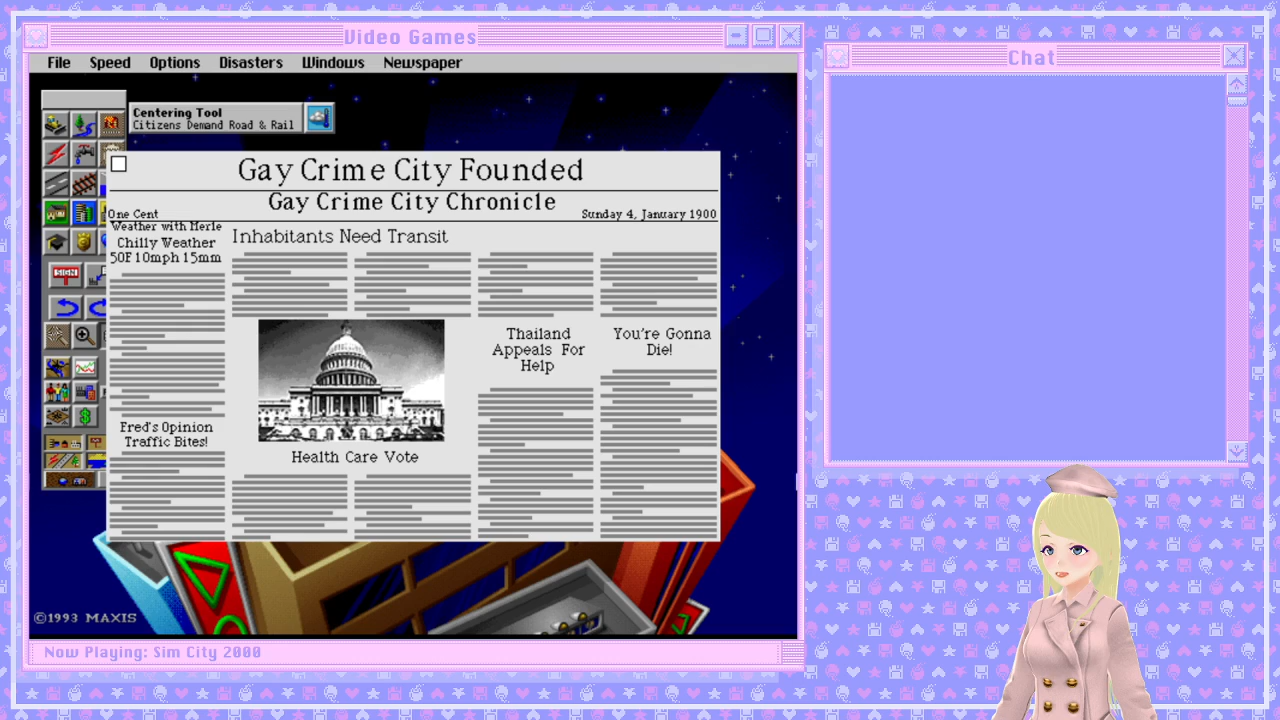 Video Games
File Speed Options Disasters Windows Newspaper
Centering Tool
Citizens Demand Road & Rail
Gay Crime City Founded
Gay Crime City Chronicle
One Cent
Sunday 4, January 1900
Weather with Merle
Chilly Weather
50F 10mph 15mm
Inhabitants Need Transit
SIGN
Thailand
Appeals For
Help
You're Gonna
Die!
Fred's Opinion
Traffic Bites!
Health Care Vote
©1993 MAXIS
Now Playing: Sim City 2000
Chat